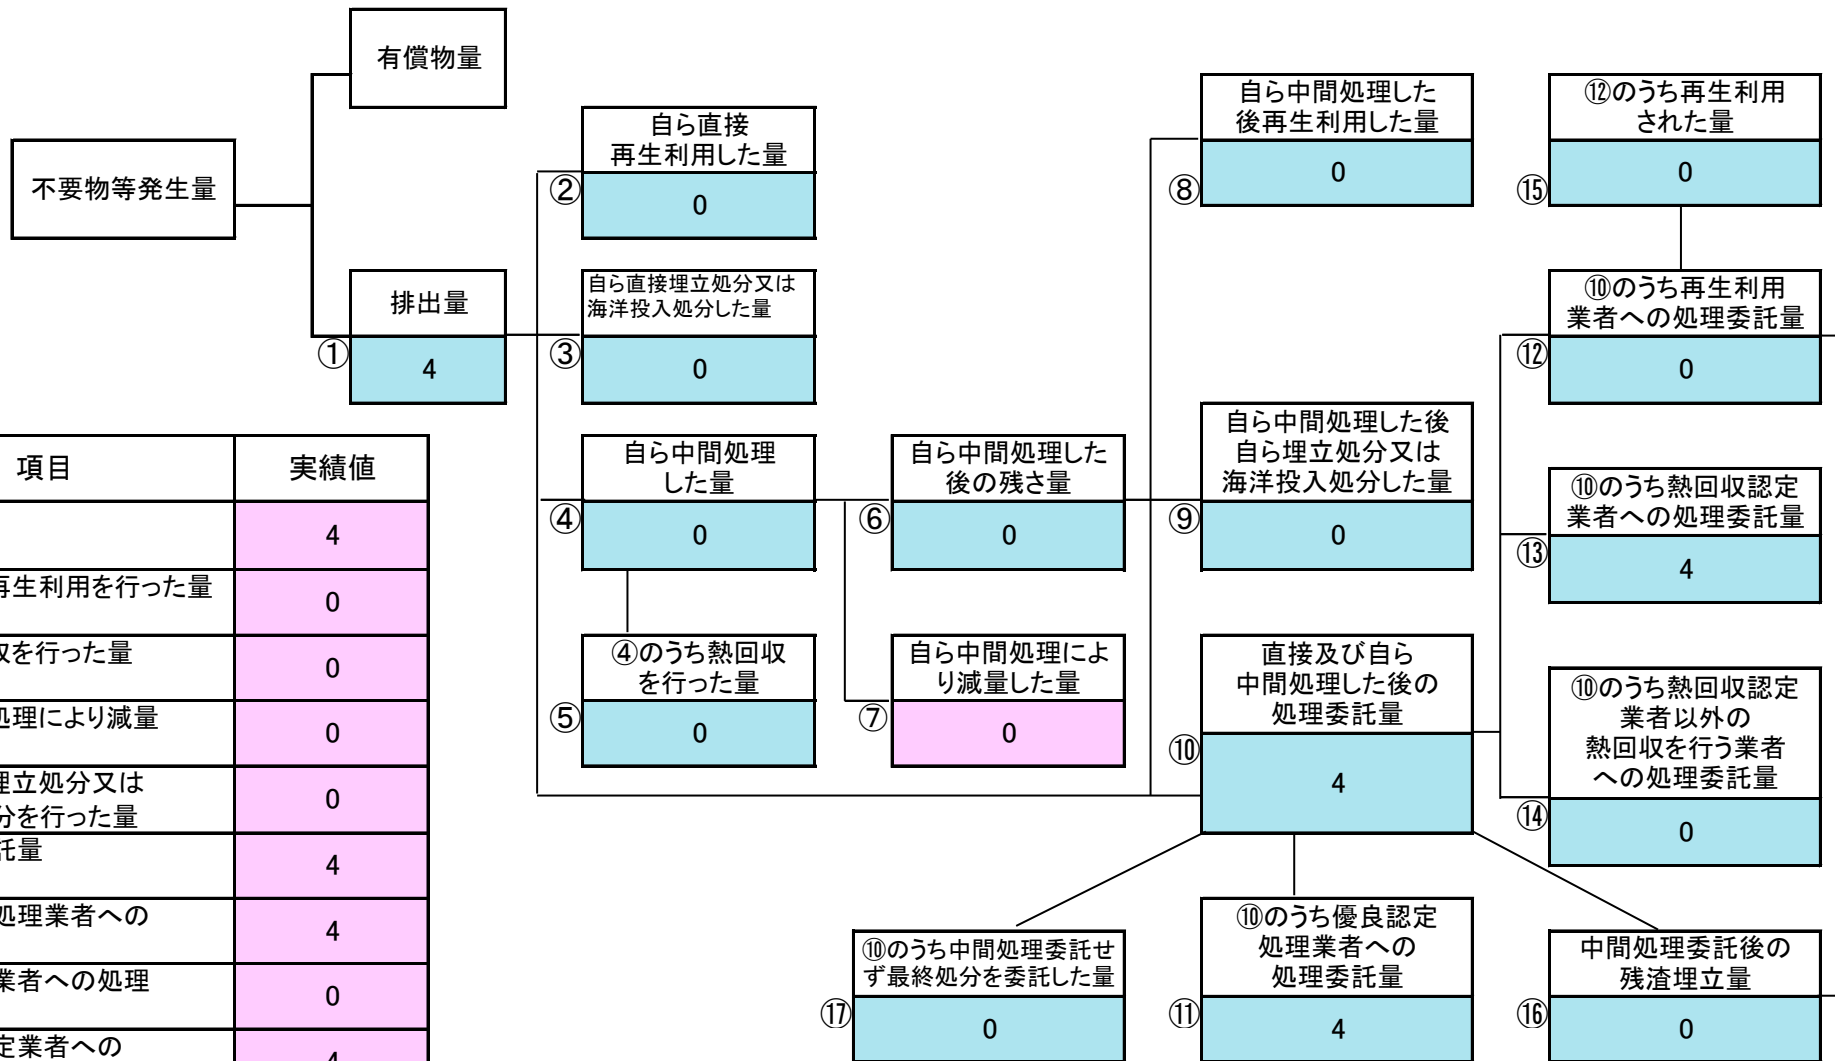 有償物量
不要物等発生量
排出量
①
4
自ら直接
再生利用した量
②
0
自ら直接埋立処分又は
海洋投入処分した量
③
0
自ら中間処理
した量
④
0
④のうち熱回収
を行った量
⑤
0
自ら中間処理した
後の残さ量
⑥
0
自ら中間処理によ
り減量した量
⑦
0
自ら中間処理した
後再生利用した量
⑧
0
自ら中間処理した後
自ら埋立処分又は
海洋投入処分した量
⑨
0
直接及び自ら
中間処理した後の
処理委託量
⑩
4
⑫のうち再生利用
された量
⑮
0
⑩のうち再生利用
業者への処理委託量
⑫
0
⑩のうち熱回収認定
業者への処理委託量
⑬
4
⑩のうち熱回収認定
業者以外の
熱回収を行う業者
への処理委託量
⑭
0
⑩のうち中間処理委託せ
ず最終処分を委託した量
⑰
0
⑩のうち優良認定
処理業者への
処理委託量
⑪
4
中間処理委託後の
残渣埋立量
⑯
0
項目 実績値
4
再生利用を行った量 0
を行った量 0
処理により減量 0
埋立処分又は
分を行った量 0
託量 4
処理業者への 4
業者への処理 0
定業者への 4